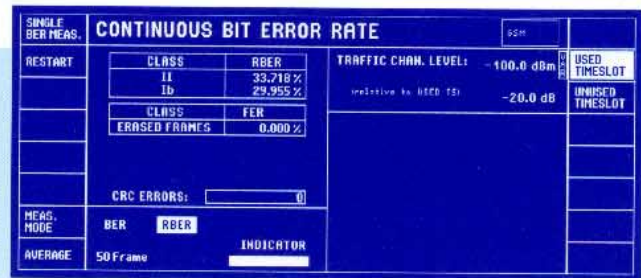 SINGLE
BER MEAS.
CONTINUOUS BIT ERROR RATE
GSM
RESTART
CLASS RBER
II 33.718 %
Ib 29.955 %
CLASS FER
ERASED FRAMES 0.000 %
CRC ERRORS: 0
TRAFFIC CHAN. LEVEL: -100.0 dBm
(relative to USED TS): -20.0 dB
USED
TIMESLOT
UNUSED
TIMESLOT
MEAS.
MODE
BER RBER
AVERAGE
50 Frame
INDICATOR